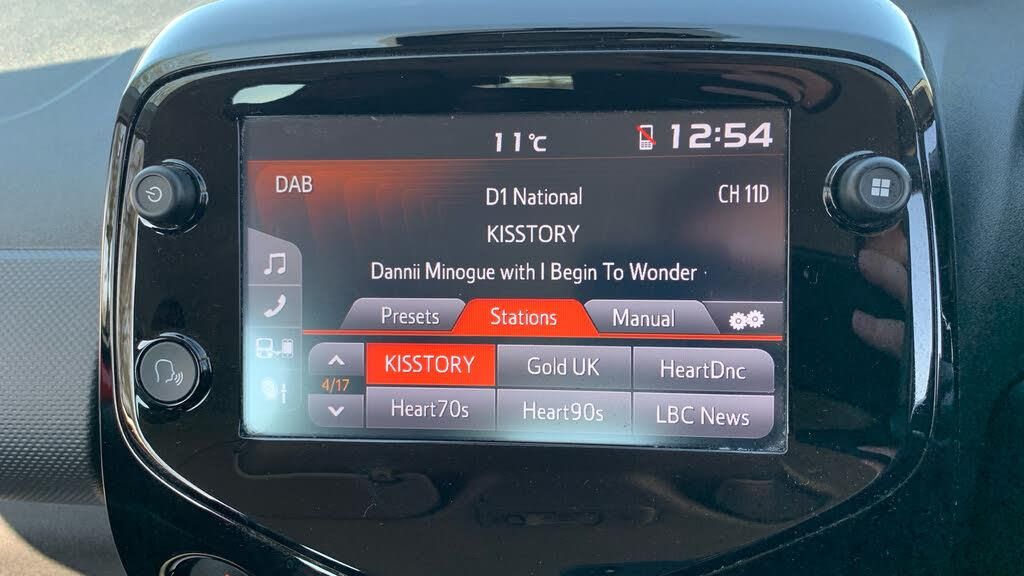 11°C 12:54
DAB
D1 National
CH 11D
KISSTORY
Dannii Minogue with I Begin To Wonder
Presets Stations Manual
KISSTORY Gold UK HeartDnc
4/17
Heart70s Heart90s LBC News